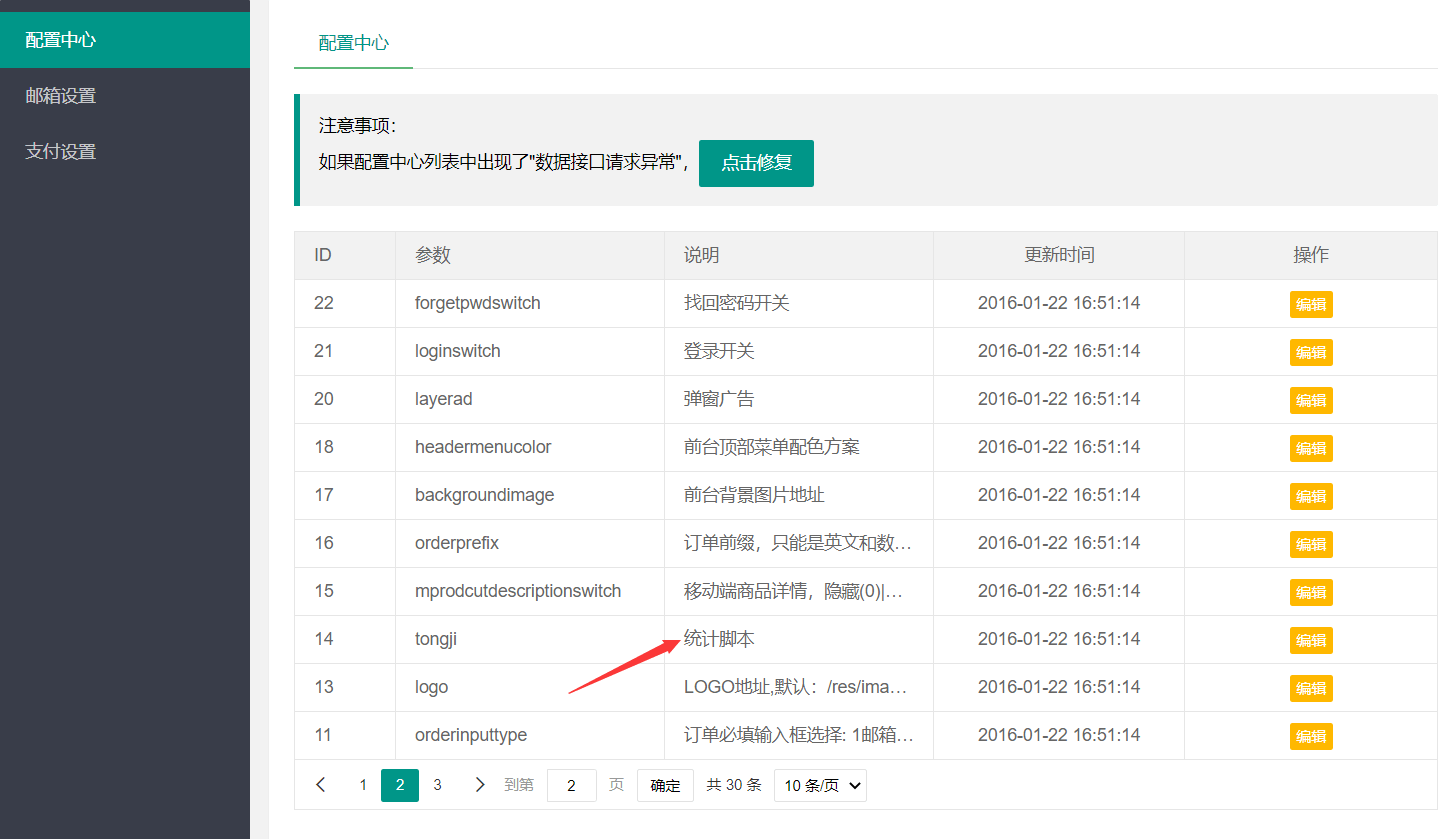 配置中心
邮箱设置
支付设置
配置中心
注意事项：
如果配置中心列表中出现了"数据接口请求异常"， 点击修复
ID 参数 说明 更新时间 操作
22 forgetpwdswitch 找回密码开关 2016-01-22 16:51:14 编辑
21 loginswitch 登录开关 2016-01-22 16:51:14 编辑
20 layerad 弹窗广告 2016-01-22 16:51:14 编辑
18 headermenucolor 前台顶部菜单配色方案 2016-01-22 16:51:14 编辑
17 backgroundimage 前台背景图片地址 2016-01-22 16:51:14 编辑
16 orderprefix 订单前缀，只能是英文和数… 2016-01-22 16:51:14 编辑
15 mprodcutdescriptionswitch 移动端商品详情，隐藏(0)|… 2016-01-22 16:51:14 编辑
14 tongji 统计脚本 2016-01-22 16:51:14 编辑
13 logo LOGO地址,默认：/res/ima… 2016-01-22 16:51:14 编辑
11 orderinputtype 订单必填输入框选择: 1邮箱… 2016-01-22 16:51:14 编辑
1 2 3 到第 2 页 确定 共 30 条 10 条/页